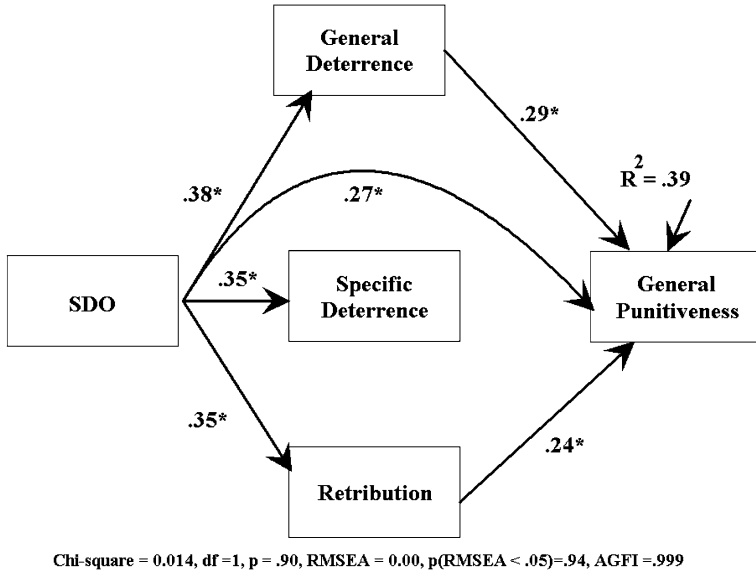 General
Deterrence
.29*
R2 = .39
.38*
.27*
SDO
.35*
Specific
Deterrence
General
Punitiveness
.35*
.24*
Retribution
Chi-square = 0.014, df =1, p = .90, RMSEA = 0.00, p(RMSEA < .05)=.94, AGFI =.999